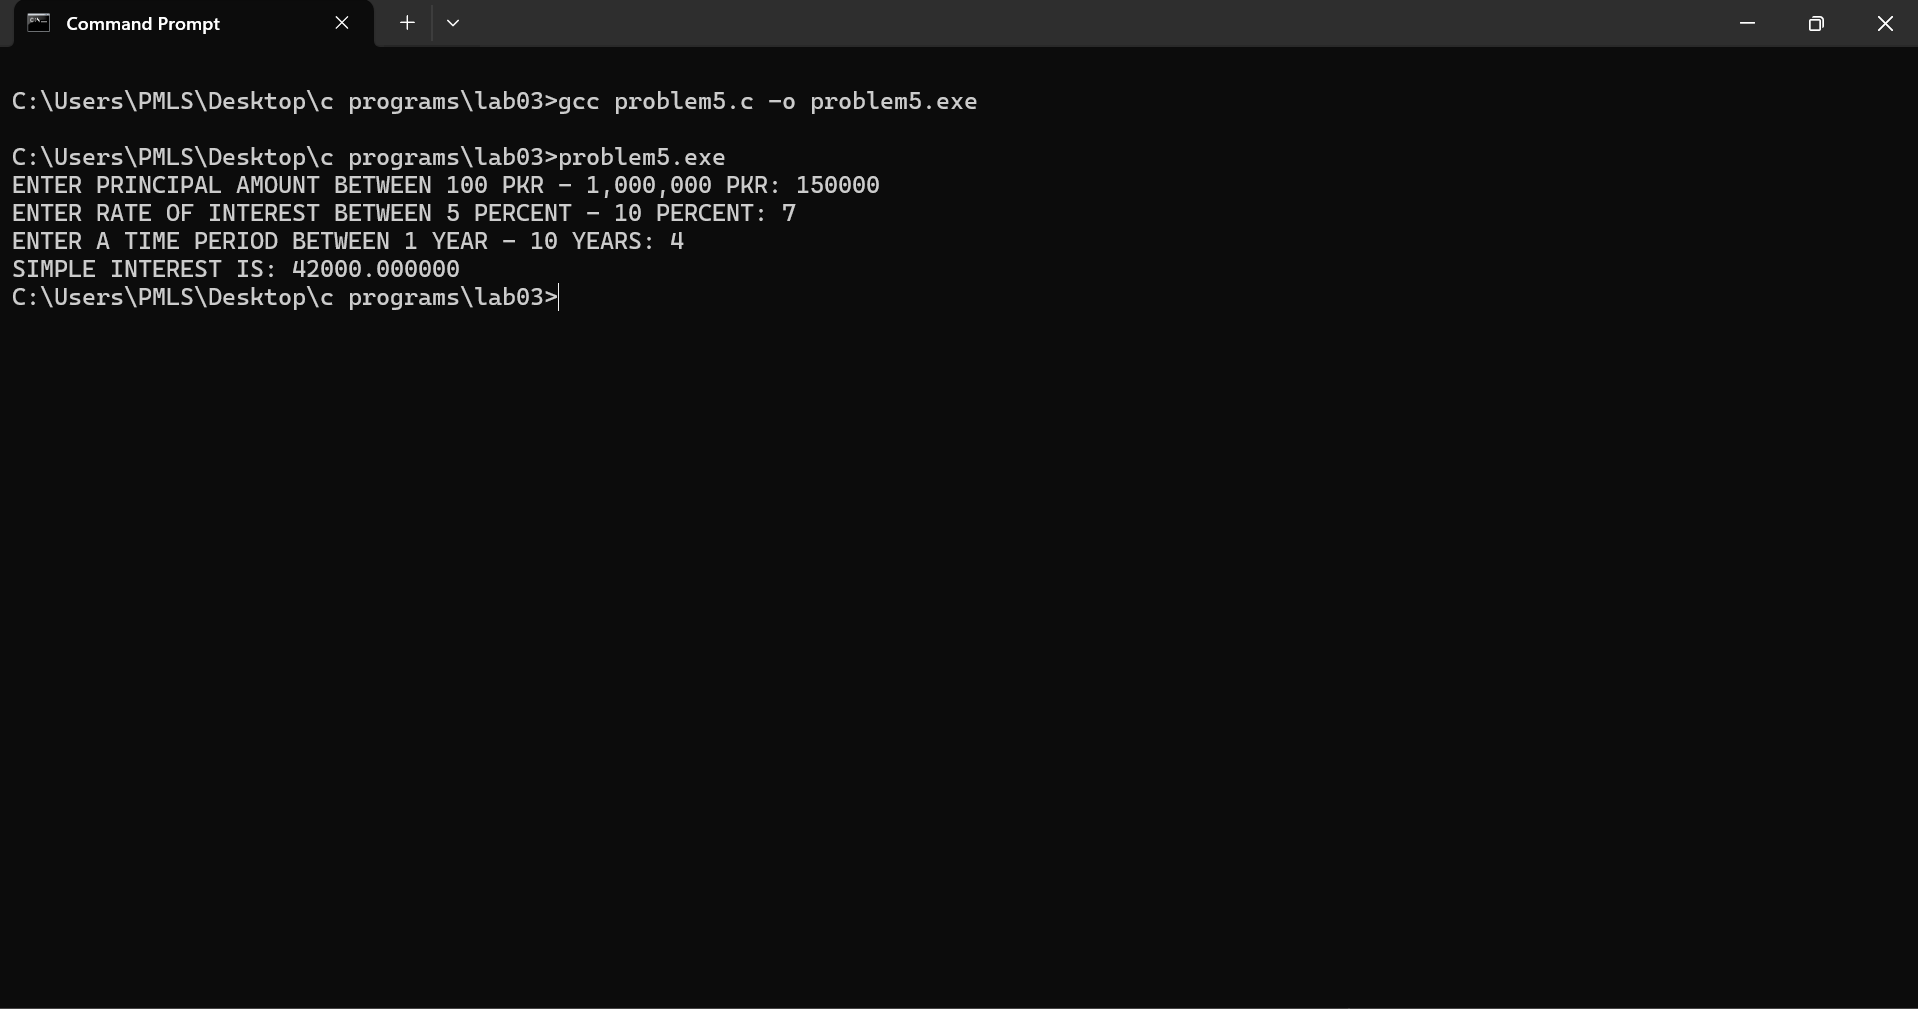 Command Prompt
C:\Users\PMLS\Desktop\c programs\lab03>gcc problem5.c -o problem5.exe
C:\Users\PMLS\Desktop\c programs\lab03>problem5.exe
ENTER PRINCIPAL AMOUNT BETWEEN 100 PKR - 1,000,000 PKR: 150000
ENTER RATE OF INTEREST BETWEEN 5 PERCENT - 10 PERCENT: 7
ENTER A TIME PERIOD BETWEEN 1 YEAR - 10 YEARS: 4
SIMPLE INTEREST IS: 42000.000000
C:\Users\PMLS\Desktop\c programs\lab03>